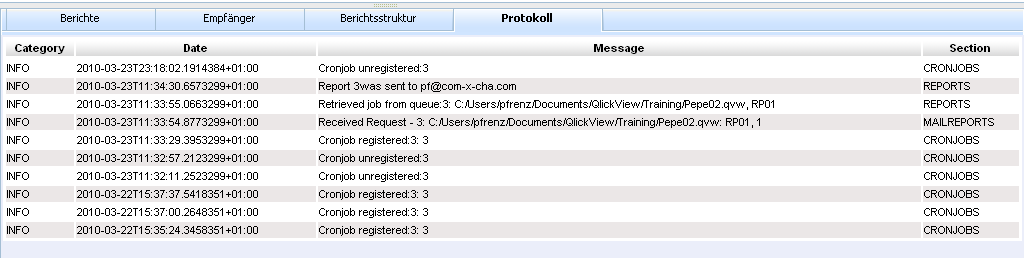 Berichte Empfänger Berichtsstruktur Protokoll
Category Date Message Section
INFO 2010-03-23T23:18:02.1914384+01:00 Cronjob unregistered:3 CRONJOBS
INFO 2010-03-23T11:34:30.6573299+01:00 Report 3was sent to pf@com-x-cha.com REPORTS
INFO 2010-03-23T11:33:55.0663299+01:00 Retrieved job from queue:3: C:/Users/pfrenz/Documents/QlickView/Training/Pepe02.qvw, RP01 REPORTS
INFO 2010-03-23T11:33:54.8773299+01:00 Received Request - 3: C:/Users/pfrenz/Documents/QlickView/Training/Pepe02.qvw: RP01, 1 MAILREPORTS
INFO 2010-03-23T11:33:29.3953299+01:00 Cronjob registered:3: 3 CRONJOBS
INFO 2010-03-23T11:32:57.2123299+01:00 Cronjob unregistered:3 CRONJOBS
INFO 2010-03-23T11:32:11.2523299+01:00 Cronjob unregistered:3 CRONJOBS
INFO 2010-03-22T15:37:37.5418351+01:00 Cronjob registered:3: 3 CRONJOBS
INFO 2010-03-22T15:37:00.2648351+01:00 Cronjob registered:3: 3 CRONJOBS
INFO 2010-03-22T15:35:24.3458351+01:00 Cronjob registered:3: 3 CRONJOBS